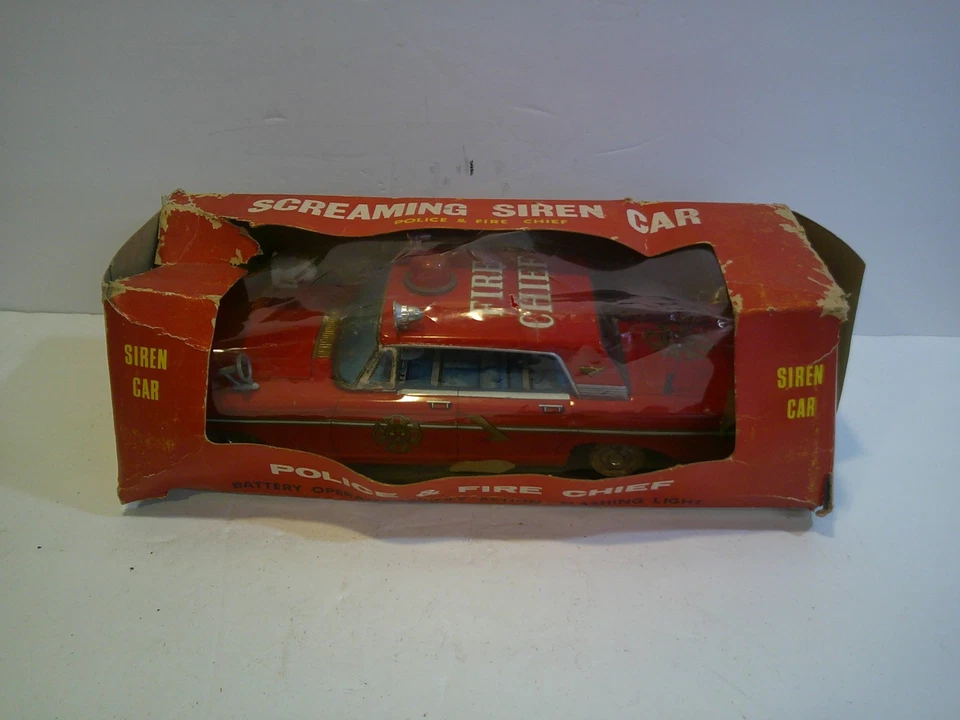 SCREAMING SIREN CAR
POLICE & FIRE CHIEF
FIRE
CHIEF
SIREN
CAR
SIREN
CAR
POLICE & FIRE CHIEF
BATTERY FLASHING LIGHT